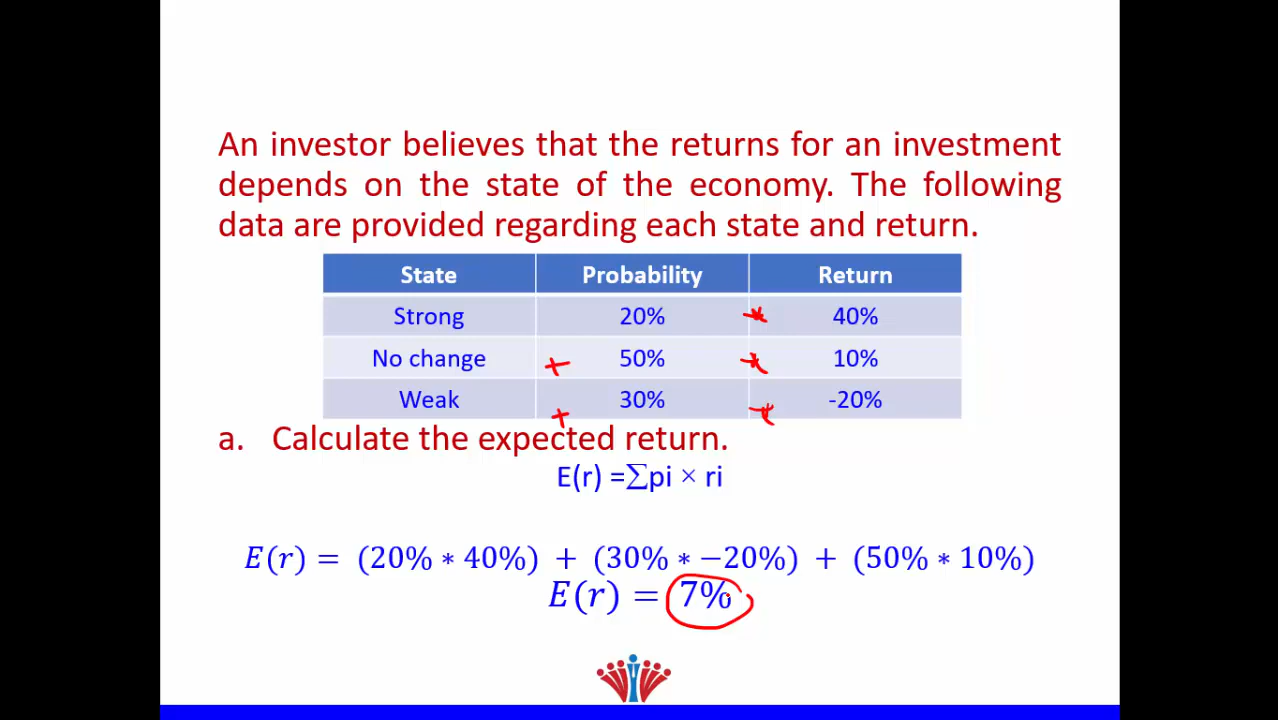 An investor believes that the returns for an investment
depends on the state of the economy. The following
data are provided regarding each state and return.
State Probability Return
Strong 20% * 40%
No change + 50% * 10%
Weak + 30% * -20%
a. Calculate the expected return.
E(r) =∑pi × ri
E(r) = (20% * 40%) + (30% * −20%) + (50% * 10%)
E(r) = 7%